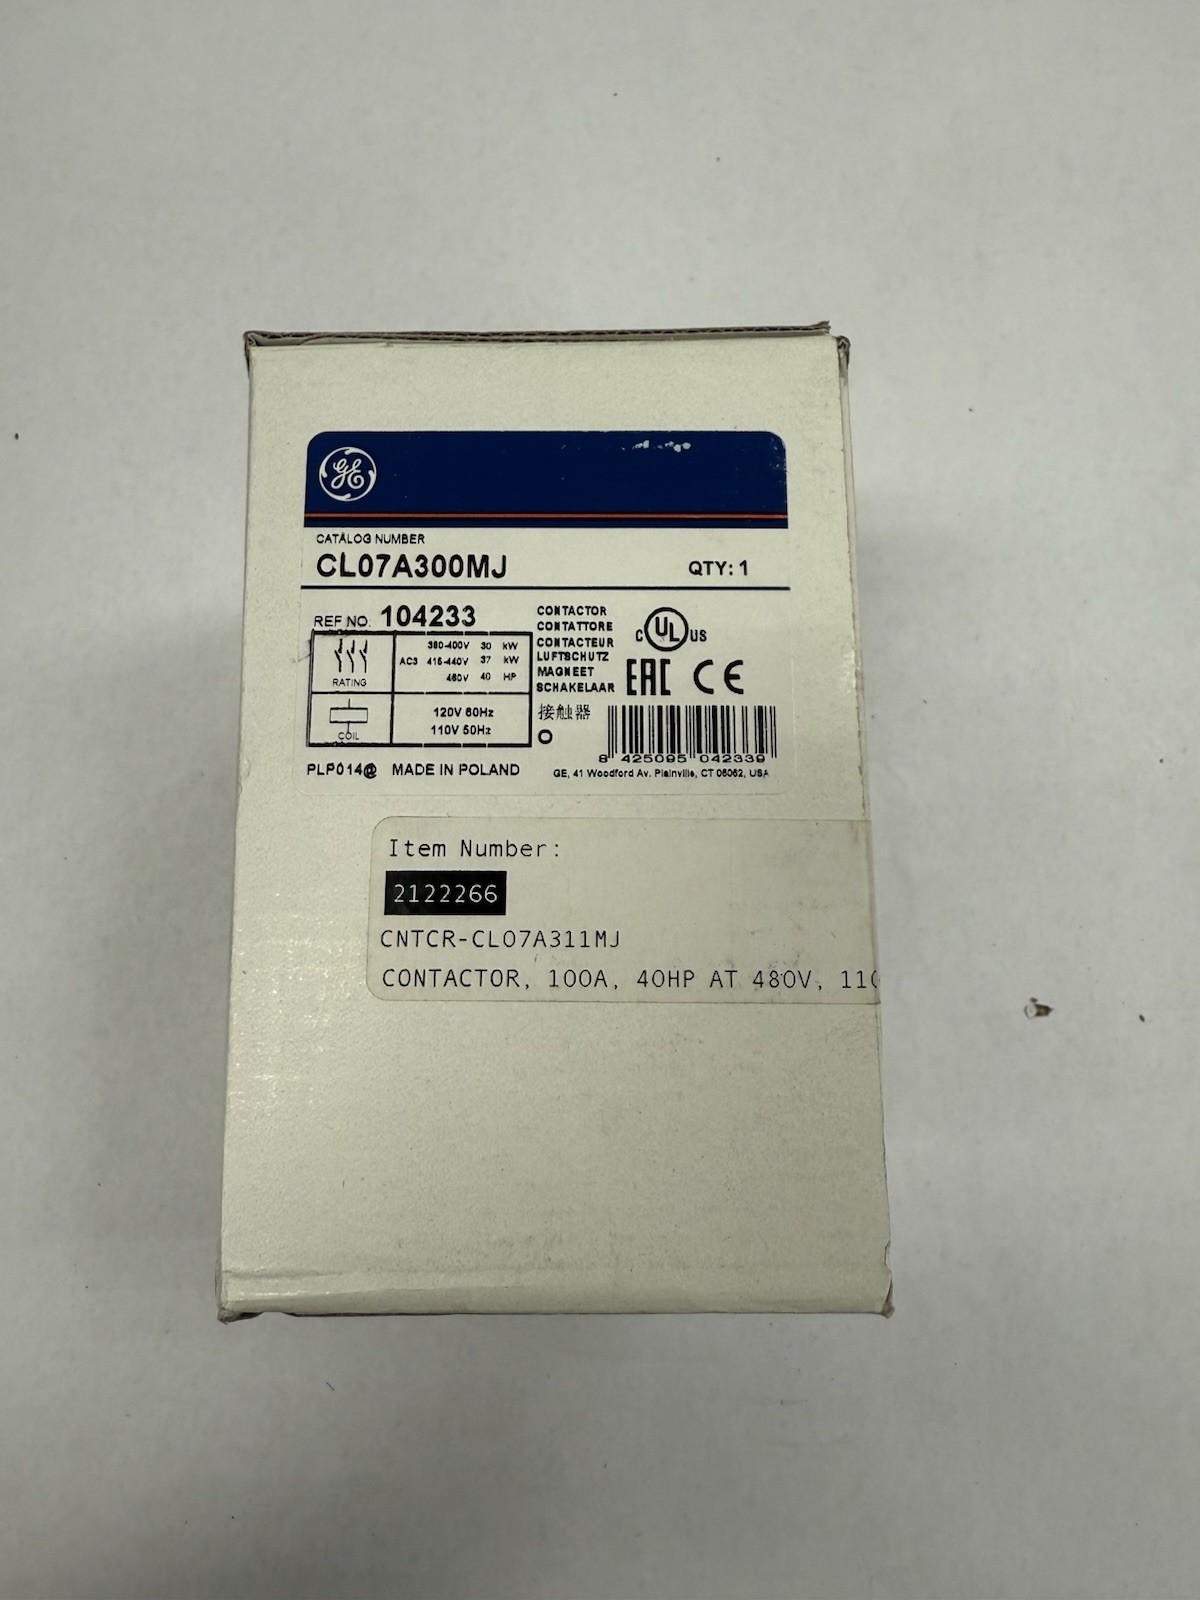 GE
CATALOG NUMBER
CL07A300MJ QTY: 1
REF NO. 104233
RATING
AC3
380-400V 30 kW
415-440V 37 kW
460V 40 HP
COIL
120V 60Hz
110V 50Hz
CONTACTOR
CONTATTORE
CONTACTEUR
LUFTSCHUTZ
MAGNEET
SCHAKELAAR
接触器
C UL US
EAC CE
8 425095 042339
PLP014@ MADE IN POLAND
GE, 41 Woodford Av. Plainville, CT 06062, USA
Item Number:
2122266
CNTCR-CL07A311MJ
CONTACTOR, 100A, 40HP AT 480V, 110